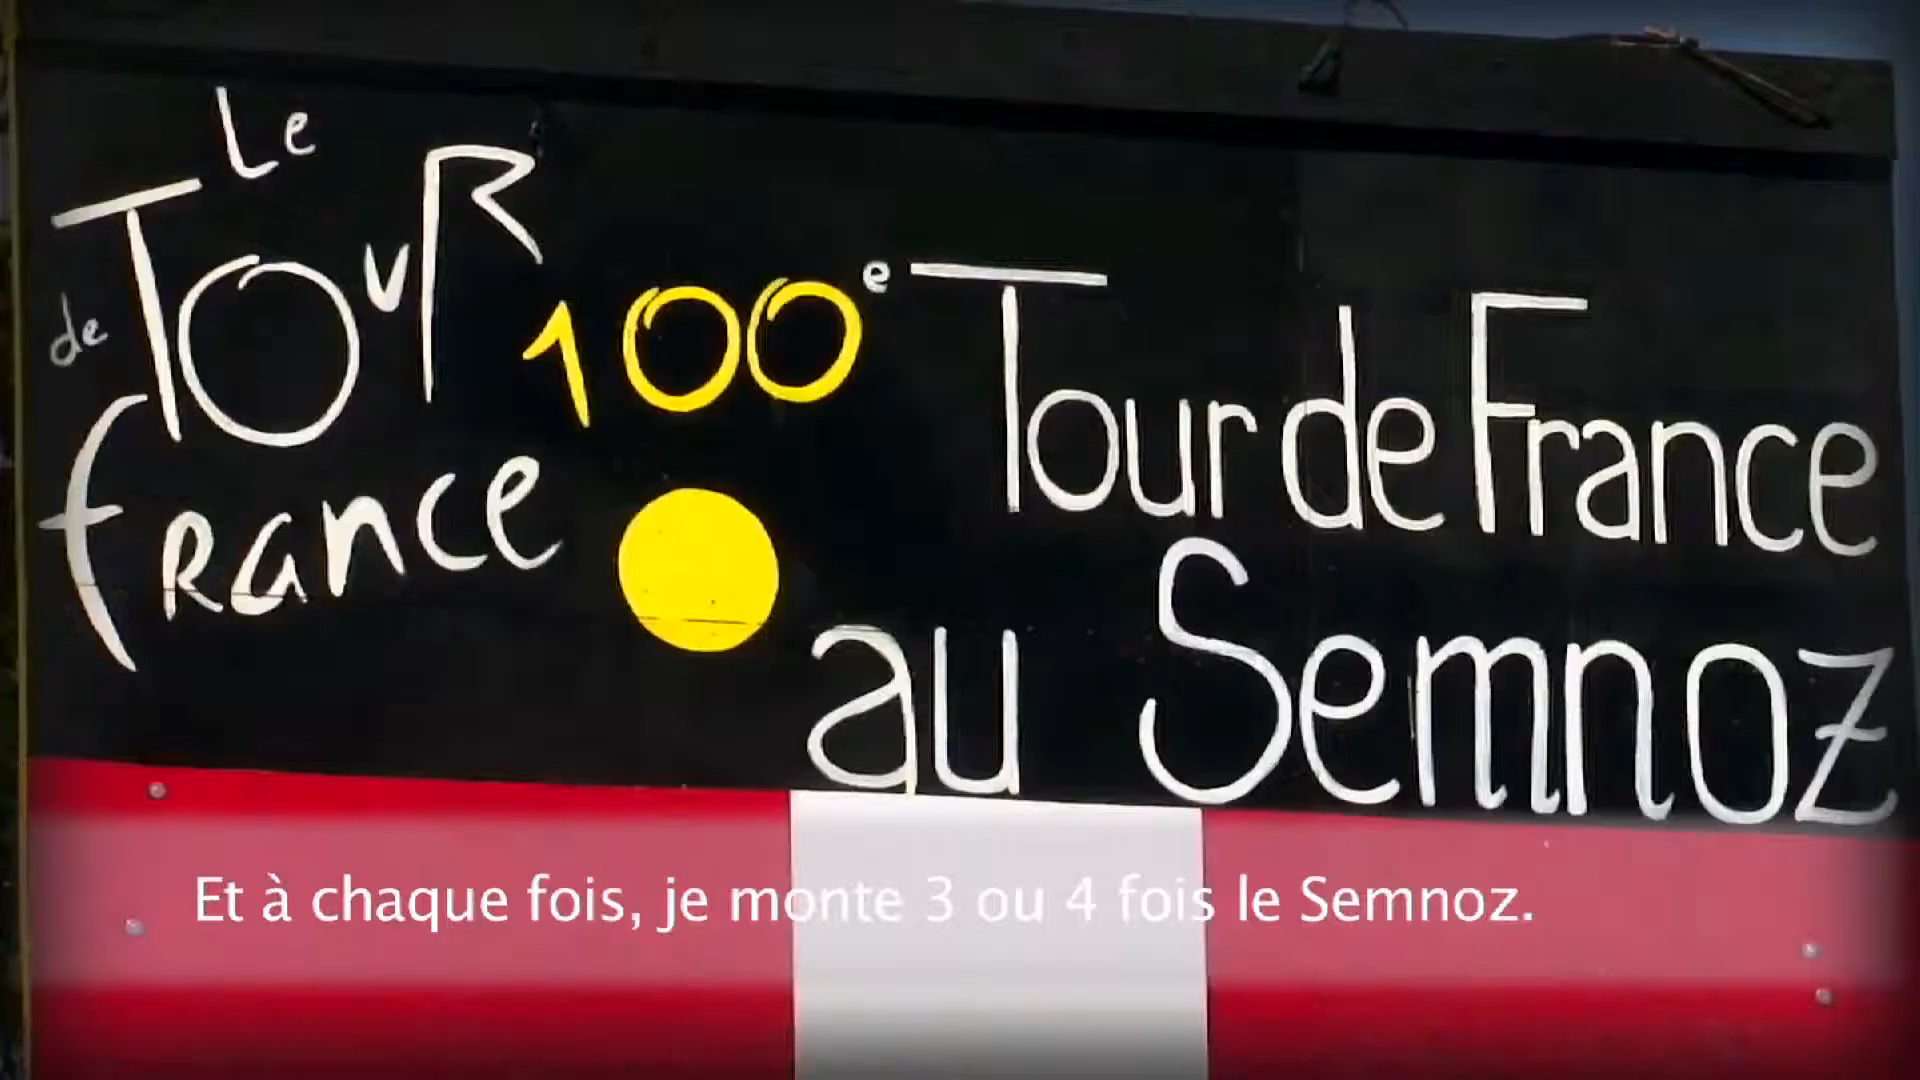 Le
Tour
de
france
100e Tour de France
au Semnoz
Et à chaque fois, je monte 3 ou 4 fois le Semnoz.